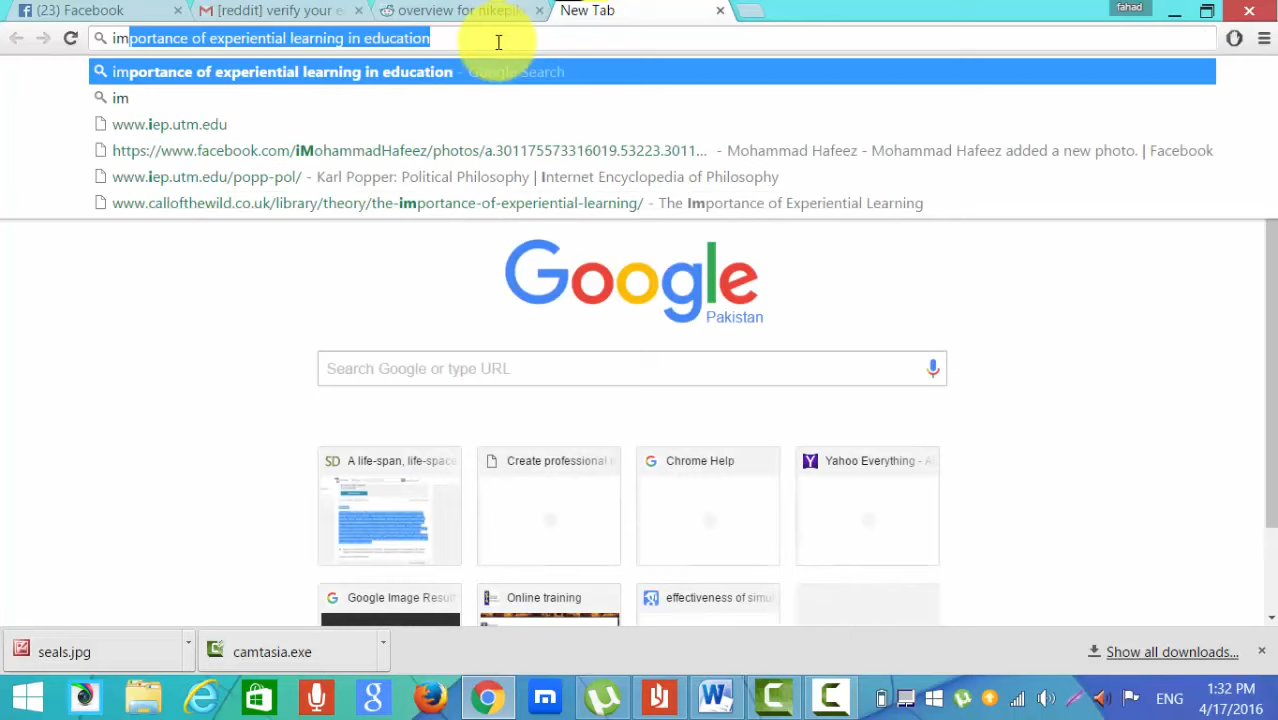 (23) Facebook
[reddit] verify your e
overview for nikepik
New Tab
fahad
importance of experiential learning in education
importance of experiential learning in education - Google Search
im
www.iep.utm.edu
https://www.facebook.com/iMohammadHafeez/photos/a.301175573316019.53223.3011... - Mohammad Hafeez - Mohammad Hafeez added a new photo. | Facebook
www.iep.utm.edu/popp-pol/ - Karl Popper: Political Philosophy | Internet Encyclopedia of Philosophy
www.callofthewild.co.uk/library/theory/the-importance-of-experiential-learning/ - The Importance of Experiential Learning
Google
Pakistan
Search Google or type URL
SD A life-span, life-space
Create professional
Chrome Help
Yahoo Everything -
Google Image Resul
Online training
effectiveness of simu
seals.jpg
camtasia.exe
Show all downloads...
ENG
1:32 PM
4/17/2016